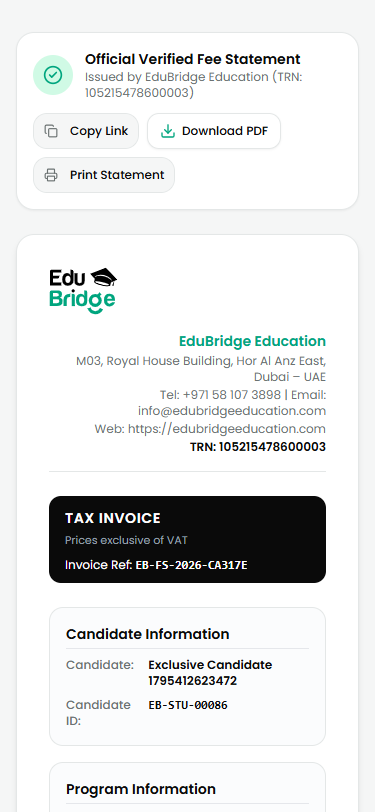 Official Verified Fee Statement
Issued by EduBridge Education (TRN:
105215478600003)
Copy Link
Download PDF
Print Statement
Edu
Bridge
EduBridge Education
M03, Royal House Building, Hor Al Anz East,
Dubai – UAE
Tel: +971 58 107 3898 | Email:
info@edubridgeeducation.com
Web: https://edubridgeeducation.com
TRN: 105215478600003
TAX INVOICE
Prices exclusive of VAT
Invoice Ref: EB-FS-2026-CA317E
Candidate Information
Candidate: Exclusive Candidate
1795412623472
Candidate EB-STU-00086
ID:
Program Information